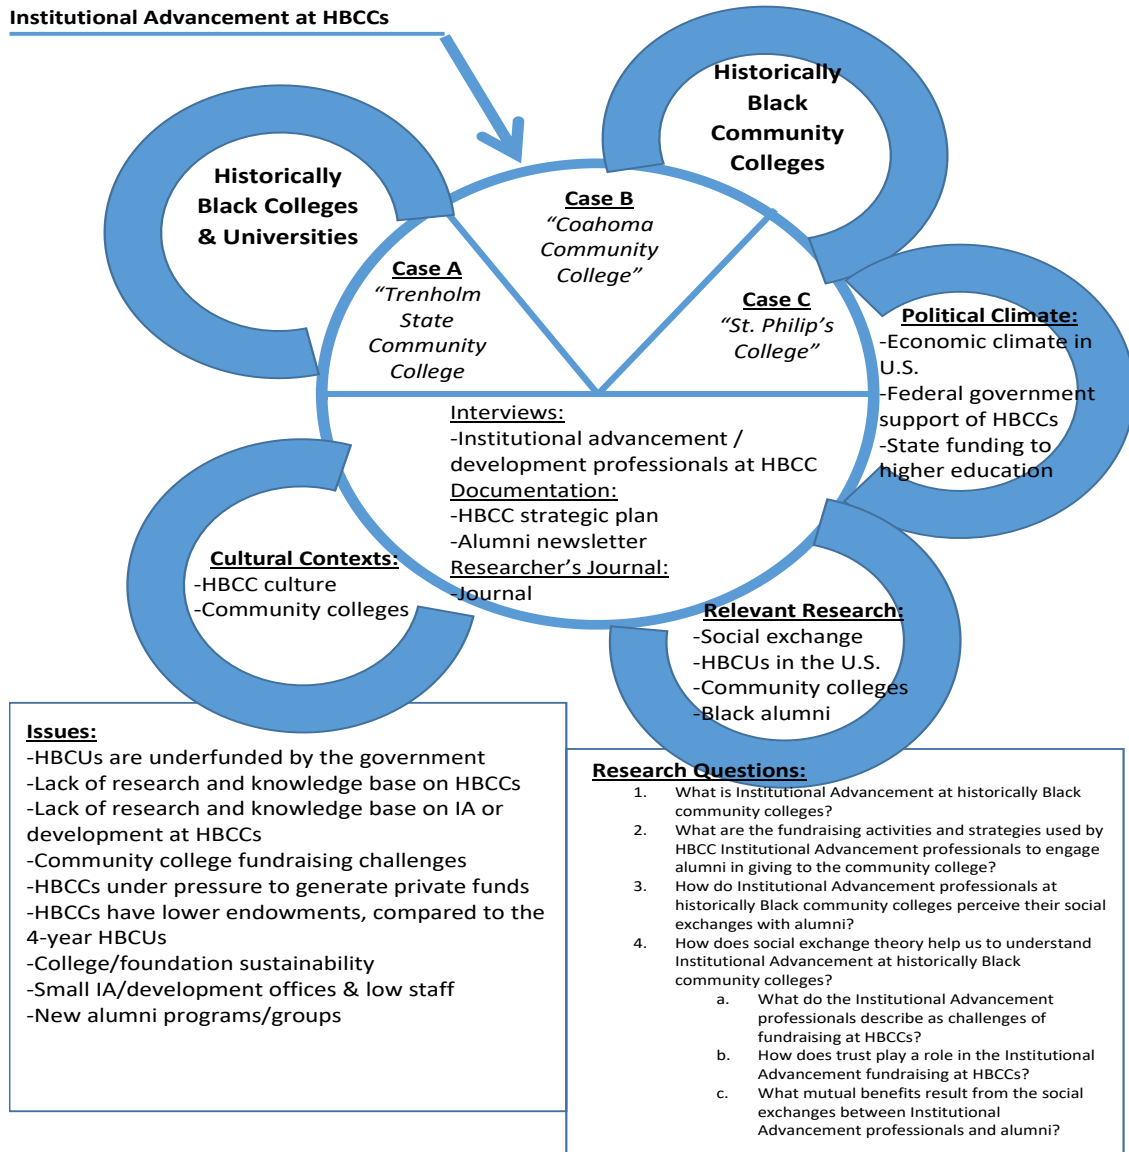 Institutional Advancement at HBCCs
Historically
Black
Community
Colleges
Historically
Black Colleges
& Universities
Case A
“Trenholm
State
Community
College
Case B
“Coahoma
Community
College”
Case C
“St. Philip’s
College”
Political Climate:
-Economic climate in
U.S.
-Federal government
support of HBCCs
-State funding to
higher education
Interviews:
-Institutional advancement /
development professionals at HBCC
Documentation:
-HBCC strategic plan
-Alumni newsletter
Researcher’s Journal:
-Journal
Cultural Contexts:
-HBCC culture
-Community colleges
Relevant Research:
-Social exchange
-HBCUs in the U.S.
-Community colleges
-Black alumni
Issues:
-HBCUs are underfunded by the government
-Lack of research and knowledge base on HBCCs
-Lack of research and knowledge base on IA or
development at HBCCs
-Community college fundraising challenges
-HBCCs under pressure to generate private funds
-HBCCs have lower endowments, compared to the
4-year HBCUs
-College/foundation sustainability
-Small IA/development offices & low staff
-New alumni programs/groups
Research Questions:
1. What is Institutional Advancement at historically Black
community colleges?
2. What are the fundraising activities and strategies used by
HBCC Institutional Advancement professionals to engage
alumni in giving to the community college?
3. How do Institutional Advancement professionals at
historically Black community colleges perceive their social
exchanges with alumni?
4. How does social exchange theory help us to understand
Institutional Advancement at historically Black
community colleges?
a. What do the Institutional Advancement
professionals describe as challenges of
fundraising at HBCCs?
b. How does trust play a role in the Institutional
Advancement fundraising at HBCCs?
c. What mutual benefits result from the social
exchanges between Institutional
Advancement professionals and alumni?